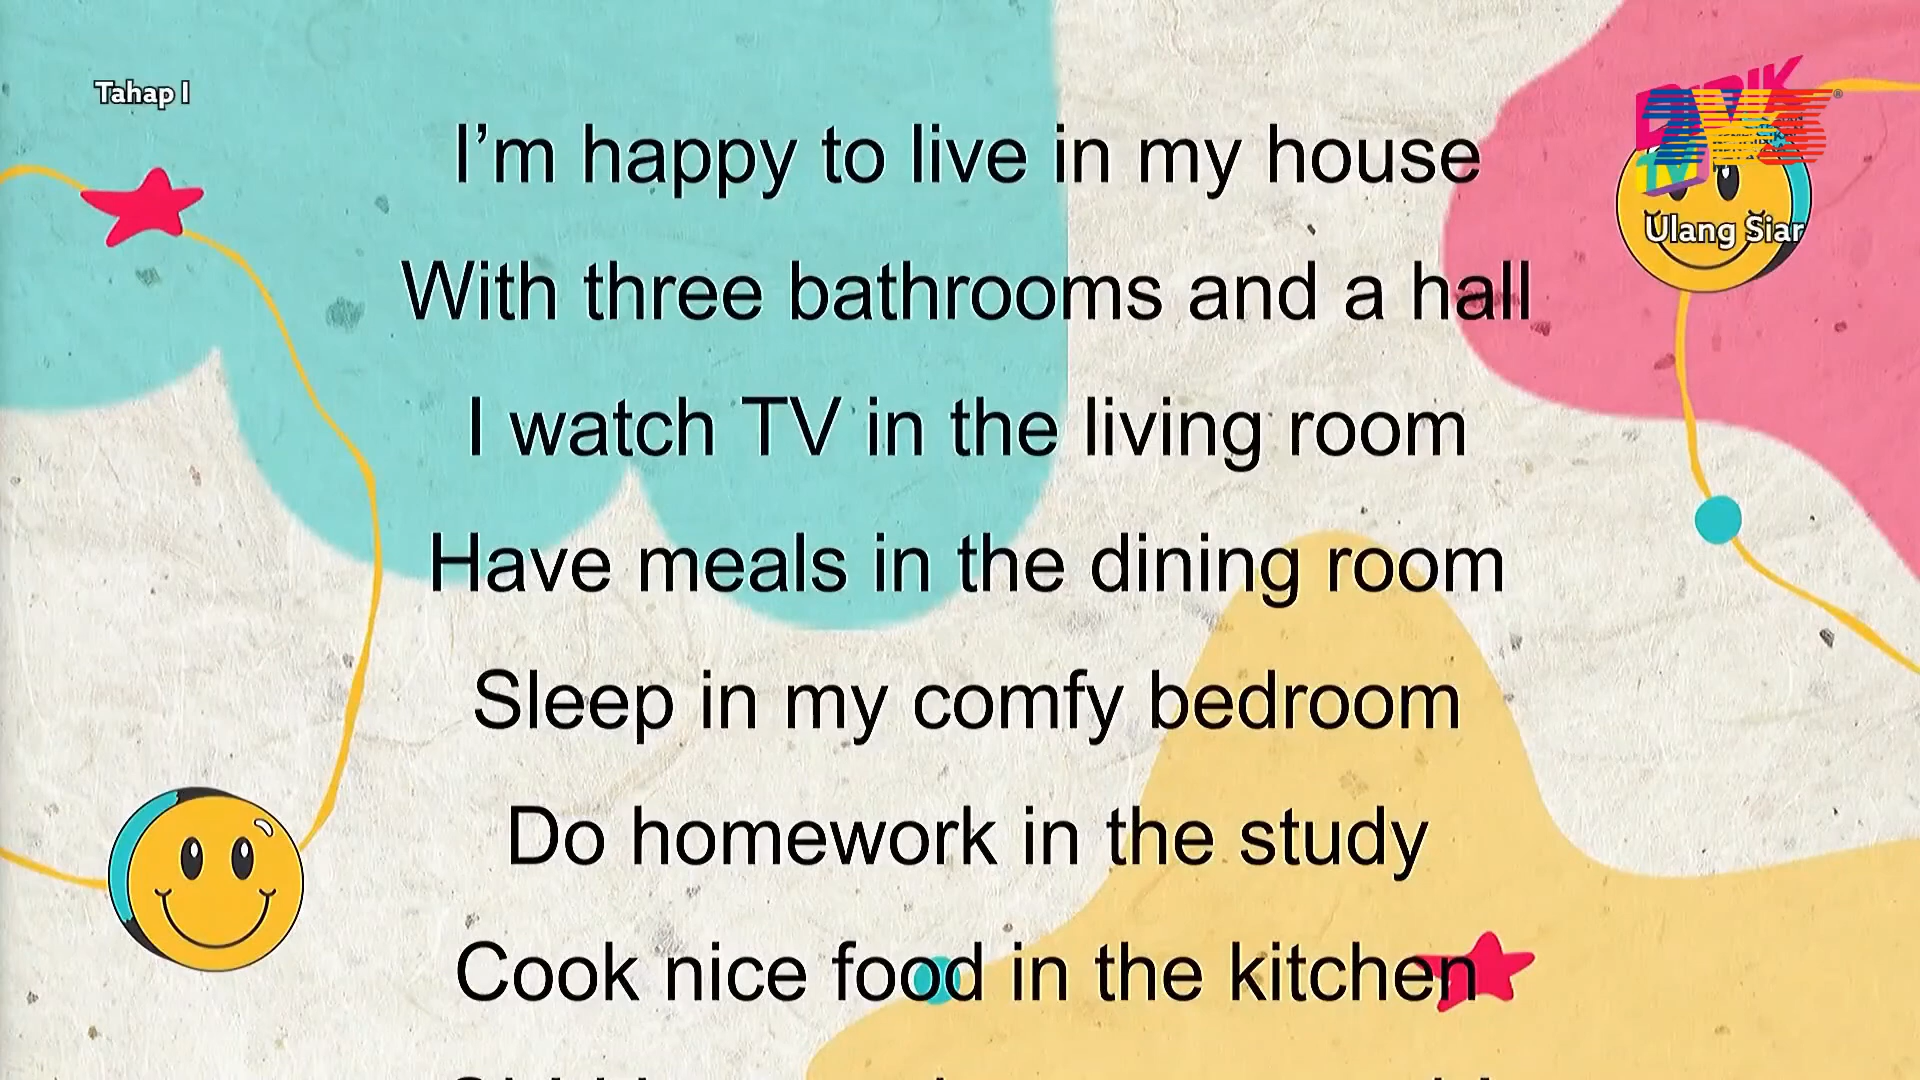 Tahap I
DIDIK
TV
Ulang Siar
I’m happy to live in my house
With three bathrooms and a hall
I watch TV in the living room
Have meals in the dining room
Sleep in my comfy bedroom
Do homework in the study
Cook nice food in the kitchen